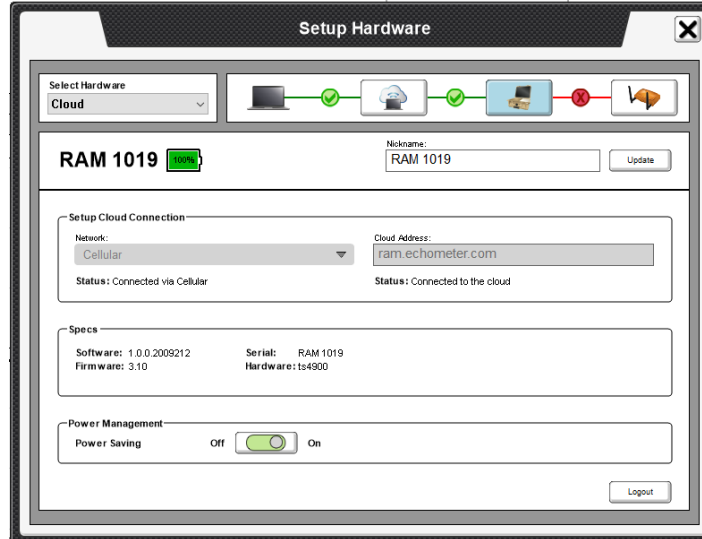 Setup Hardware
Select Hardware
Cloud
RAM 1019
100%
Nickname:
RAM 1019
Update
Setup Cloud Connection
Network:
Cellular
Status: Connected via Cellular
Cloud Address:
ram.echometer.com
Status: Connected to the cloud
Specs
Software: 1.0.0.2009212
Serial: RAM 1019
Firmware: 3.10
Hardware: ts4900
Power Management
Power Saving
Off
On
Logout